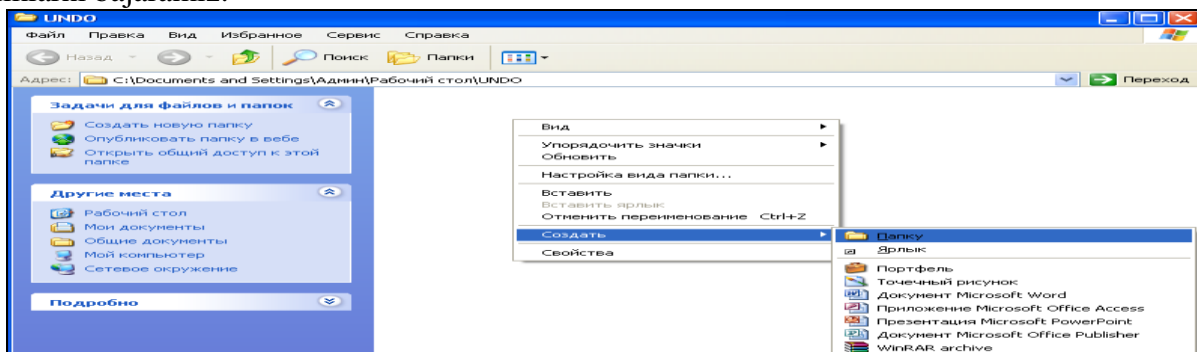 UNDO
Файл Правка Вид Избранное Сервис Справка
Назад Поиск Папки
Адрес: C:\Documents and Settings\Админ\Рабочий стол\UNDO Переход
Задачи для файлов и папок
Создать новую папку
Опубликовать папку в вебе
Открыть общий доступ к этой
папке
Другие места
Рабочий стол
Мои документы
Общие документы
Мой компьютер
Сетевое окружение
Подробно
Вид
Упорядочить значки
Обновить
Настройка вида папки...
Вставить
Вставить ярлык
Отменить переименование Ctrl+Z
Создать
Свойства
Папку
Ярлык
Портфель
Точечный рисунок
Документ Microsoft Word
Приложение Microsoft Office Access
Презентация Microsoft PowerPoint
Документ Microsoft Office Publisher
WinRAR archive